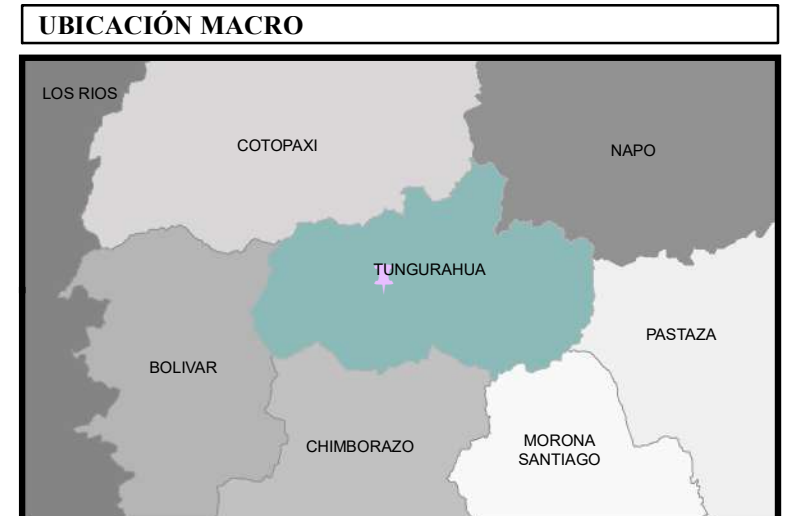 UBICACIÓN MACRO
LOS RIOS
COTOPAXI
NAPO
TUNGURAHUA
PASTAZA
BOLIVAR
CHIMBORAZO
MORONA
SANTIAGO